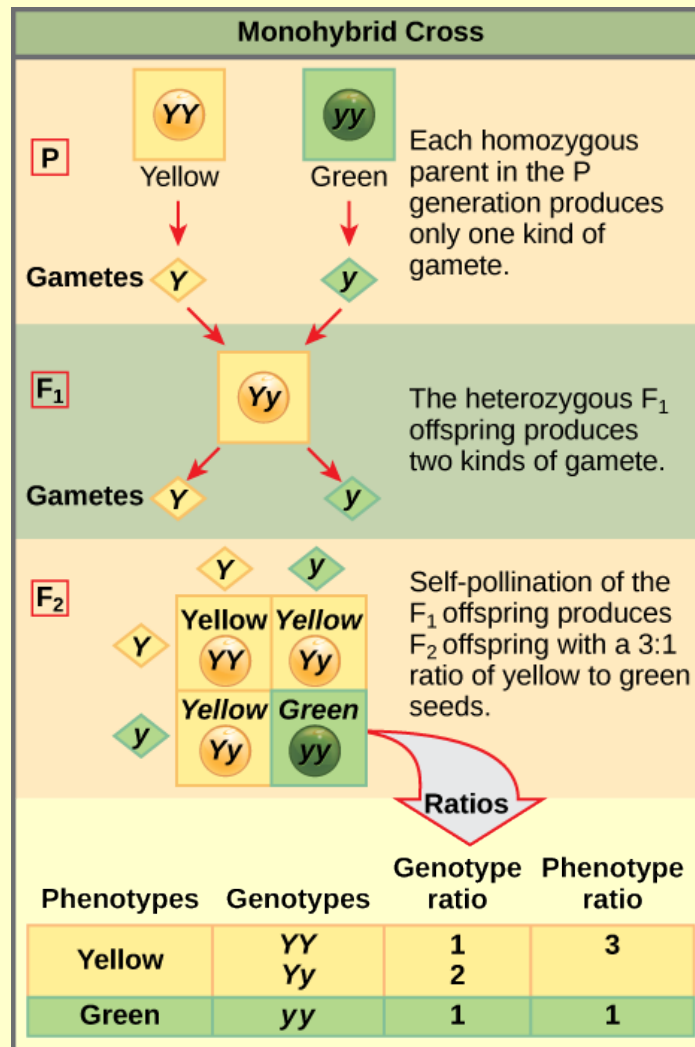 Monohybrid Cross
P
YY
yy
Yellow
Green
Each homozygous
parent in the P
generation produces
only one kind of
gamete.
Gametes
Y
y
F1
Yy
The heterozygous F1
offspring produces
two kinds of gamete.
Gametes
Y
y
F2
Y
y
Y
y
Yellow
YY
Yellow
Yy
Yellow
Yy
Green
yy
Self-pollination of the
F1 offspring produces
F2 offspring with a 3:1
ratio of yellow to green
seeds.
Ratios
Phenotypes Genotypes Genotype ratio Phenotype ratio
Yellow YY 1 3
Yy 2
Green yy 1 1